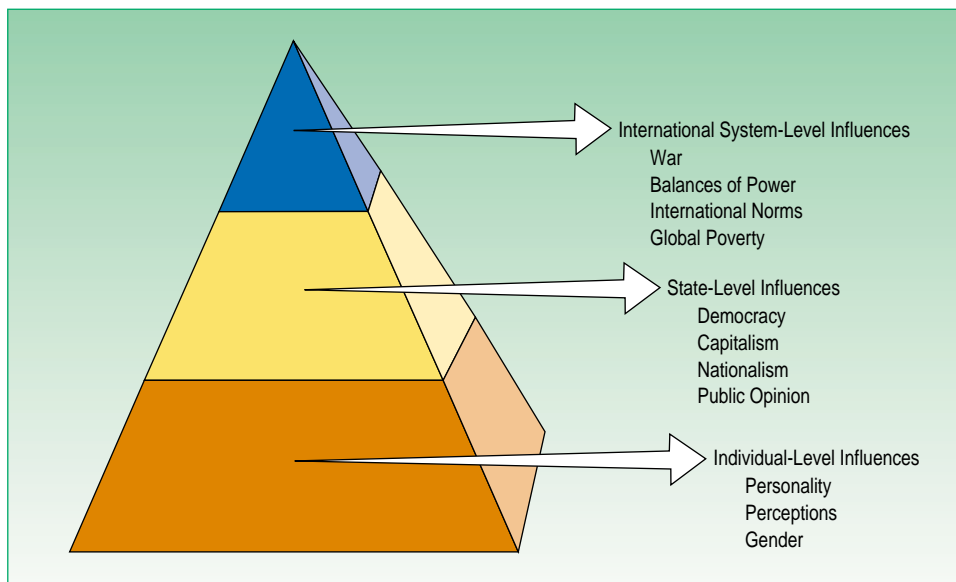 International System-Level Influences
War
Balances of Power
International Norms
Global Poverty
State-Level Influences
Democracy
Capitalism
Nationalism
Public Opinion
Individual-Level Influences
Personality
Perceptions
Gender